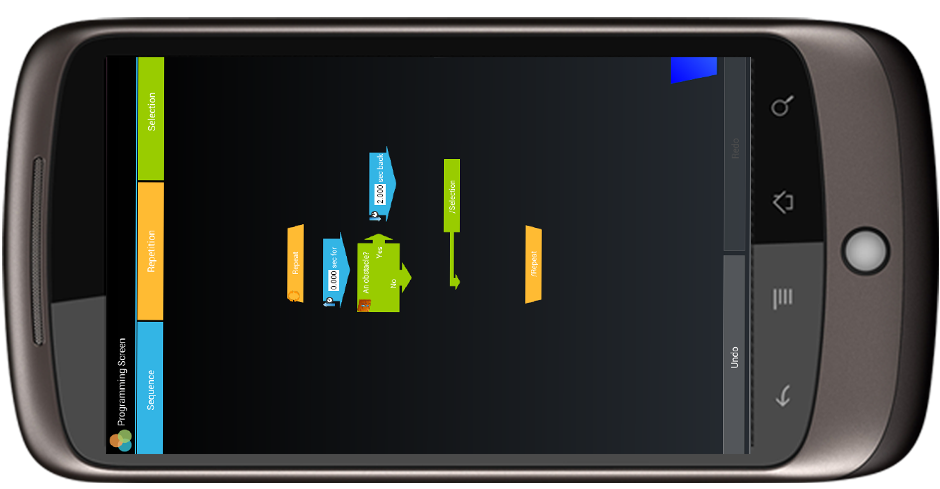 Programming Screen
Sequence
Repetition
Selection
Repeat
0.000 sec for
An obstacle?
Yes
No
2.000 sec back
/Selection
/Repeat
Undo
Redo